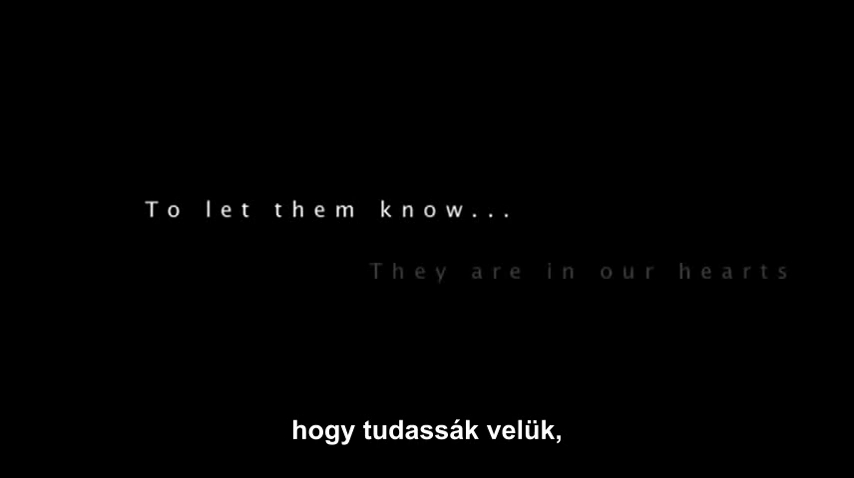 To let them know...
They are in our hearts
hogy tudassák velük,